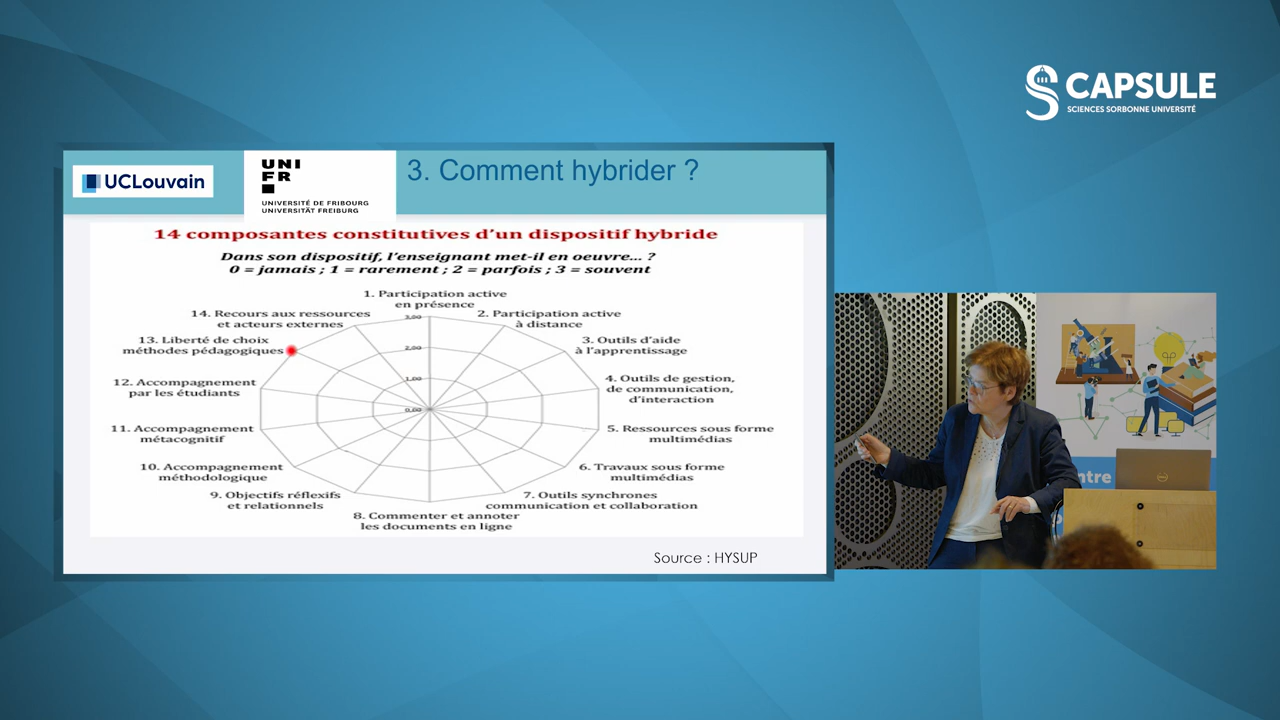 CAPSULE
SCIENCES SORBONNE UNIVERSITÉ
UCLouvain
UNI
FR
UNIVERSITÉ DE FRIBOURG
UNIVERSITÄT FREIBURG
3. Comment hybrider ?
14 composantes constitutives d'un dispositif hybride
Dans son dispositif, l'enseignant met-il en oeuvre... ?
0 = jamais ; 1 = rarement ; 2 = parfois ; 3 = souvent
1. Participation active
en présence
2. Participation active
à distance
3. Outils d'aide
à l'apprentissage
4. Outils de gestion,
de communication,
d'interaction
5. Ressources sous forme
multimédias
6. Travaux sous forme
multimédias
7. Outils synchrones
communication et collaboration
8. Commenter et annoter
les documents en ligne
9. Objectifs réflexifs
et relationnels
10. Accompagnement
méthodologique
11. Accompagnement
métacognitif
12. Accompagnement
par les étudiants
13. Liberté de choix
méthodes pédagogiques
14. Recours aux ressources
et acteurs externes
3,00
2,00
1,00
0,00
Source : HYSUP
ntre
DELL